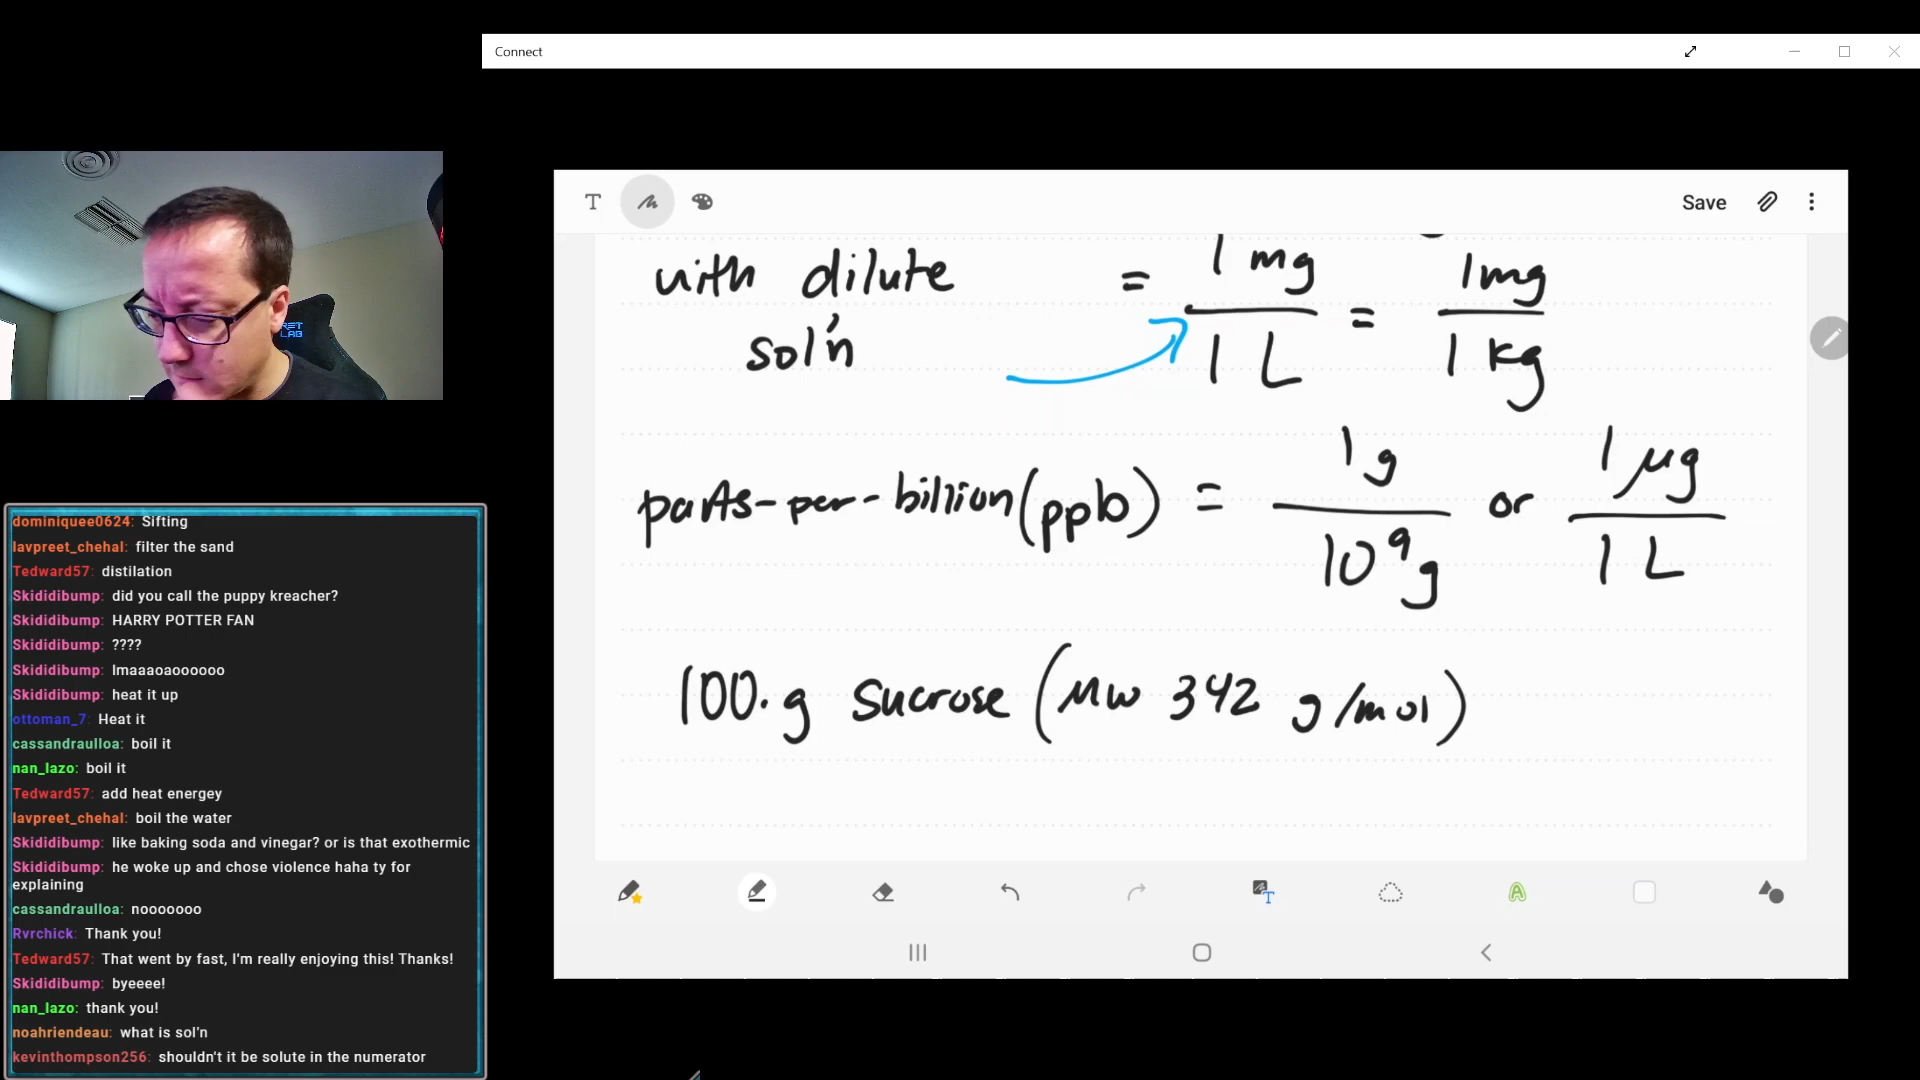 Connect
Save
with dilute = 1 mg / 1 L = 1mg / 1 kg
sol'n
parts-per-billion (ppb) = 1g / 10⁹g or 1 µg / 1 L
100. g Sucrose (MW 342 g/mol)
RET
LAB
dominiquee0624: Sifting
lavpreet_chehal: filter the sand
Tedward57: distilation
Skididibump: did you call the puppy kreacher?
Skididibump: HARRY POTTER FAN
Skididibump: ????
Skididibump: lmaaaoaoooooo
Skididibump: heat it up
ottoman_7: Heat it
cassandraulloa: boil it
nan_lazo: boil it
Tedward57: add heat energey
lavpreet_chehal: boil the water
Skididibump: like baking soda and vinegar? or is that exothermic
Skididibump: he woke up and chose violence haha ty for
explaining
cassandraulloa: nooooooo
Rvrchick: Thank you!
Tedward57: That went by fast, I'm really enjoying this! Thanks!
Skididibump: byeeee!
nan_lazo: thank you!
noahriendeau: what is sol'n
kevinthompson256: shouldn't it be solute in the numerator